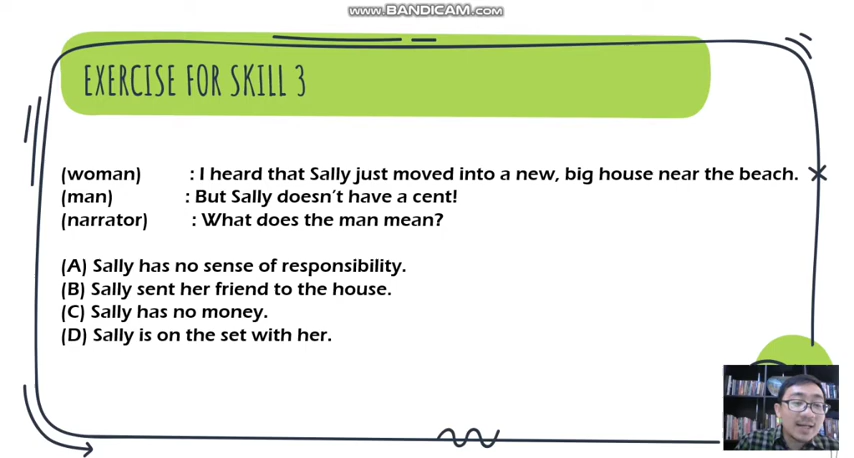 www.BANDICAM.com
EXERCISE FOR SKILL 3
(woman) : I heard that Sally just moved into a new, big house near the beach.
(man) : But Sally doesn't have a cent!
(narrator) : What does the man mean?
(A) Sally has no sense of responsibility.
(B) Sally sent her friend to the house.
(C) Sally has no money.
(D) Sally is on the set with her.